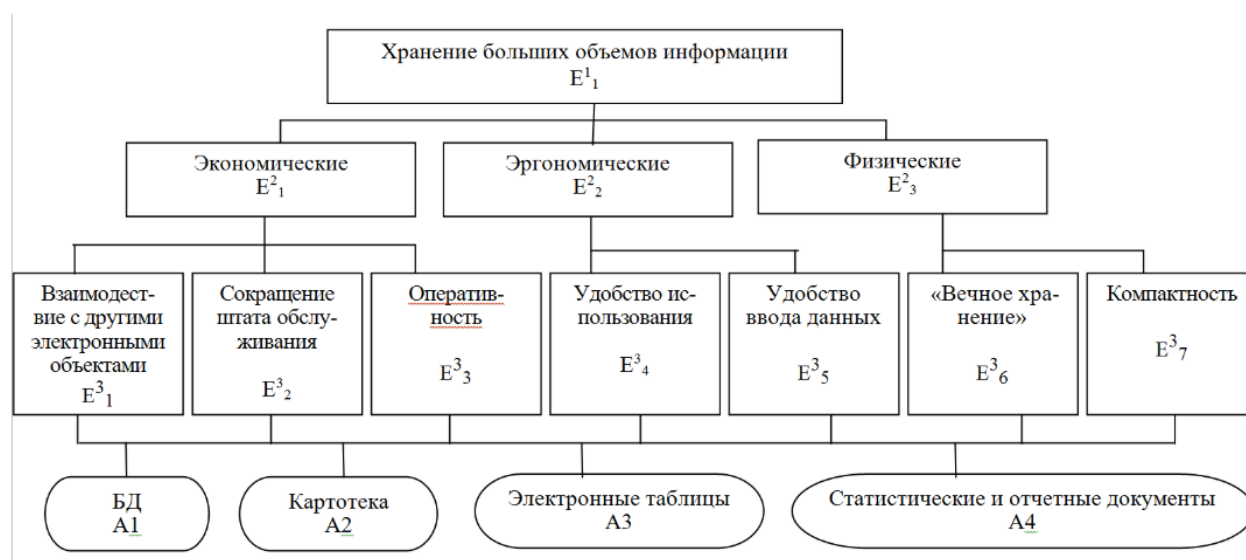 Хранение больших объемов информации
E¹₁
Экономические
E²₁
Эргономические
E²₂
Физические
E²₃
Взаимодест-
вие с другими
электронными
объектами
E³₁
Сокращение
штата обслу-
живания
E³₂
Оператив-
ность
E³₃
Удобство ис-
пользования
E³₄
Удобство
ввода данных
E³₅
«Вечное хра-
нение»
E³₆
Компактность
E³₇
БД
А1
Картотека
А2
Электронные таблицы
А3
Статистические и отчетные документы
А4